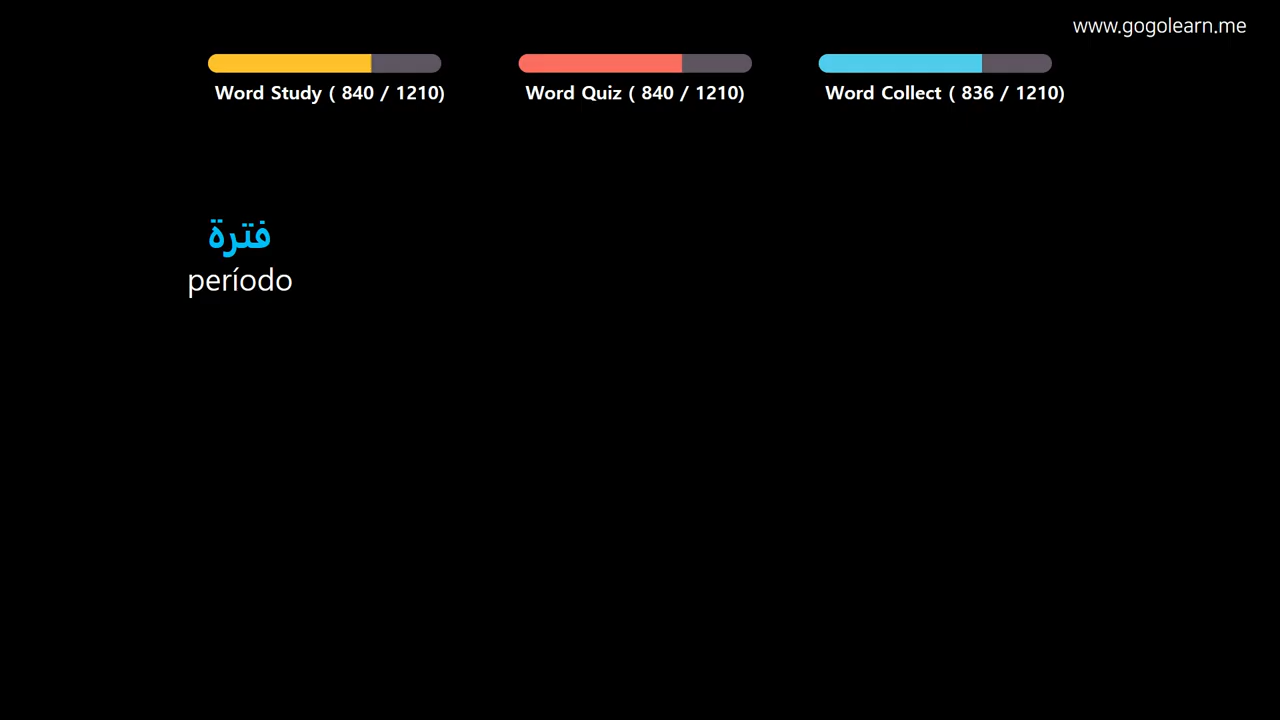 www.gogolearn.me
Word Study ( 840 / 1210)
Word Quiz ( 840 / 1210)
Word Collect ( 836 / 1210)
فترة
período